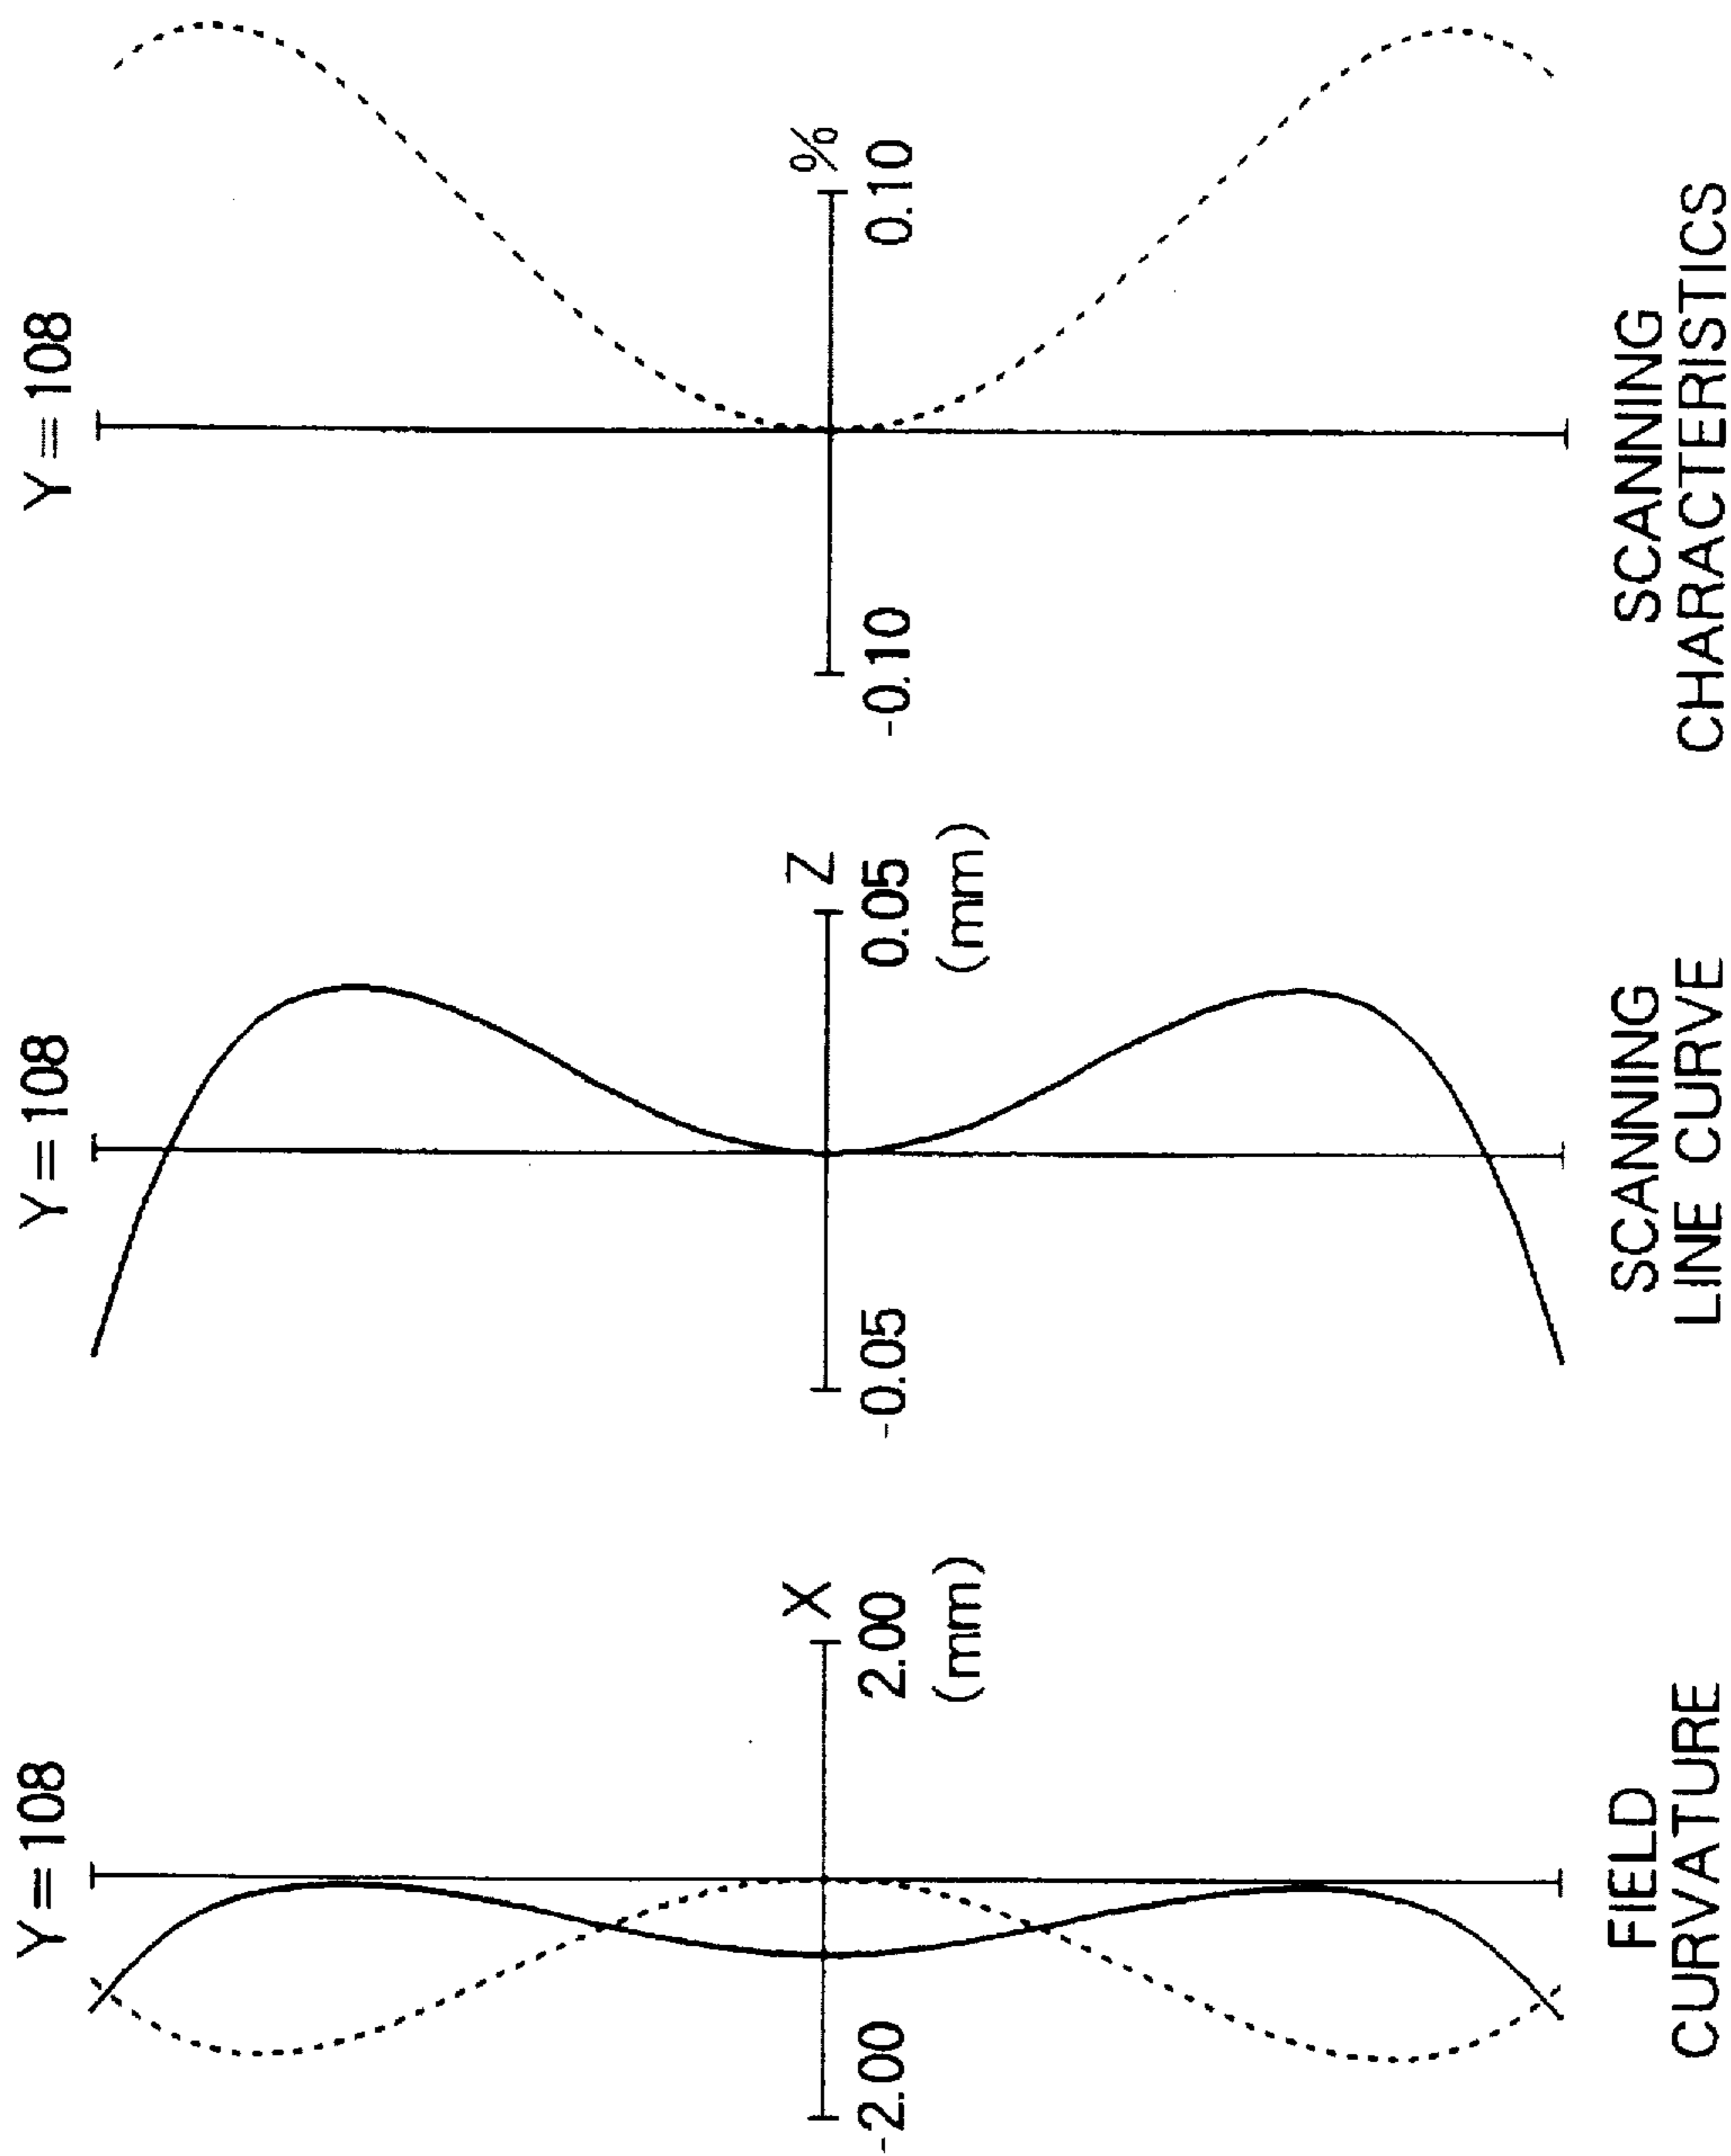 Y=108
X
-2.00
2.00
(mm)
FIELD
CURVATURE
Y=108
Z
-0.05
0.05
(mm)
SCANNING
LINE CURVE
Y=108
%
-0.10
0.10
SCANNING
CHARACTERISTICS